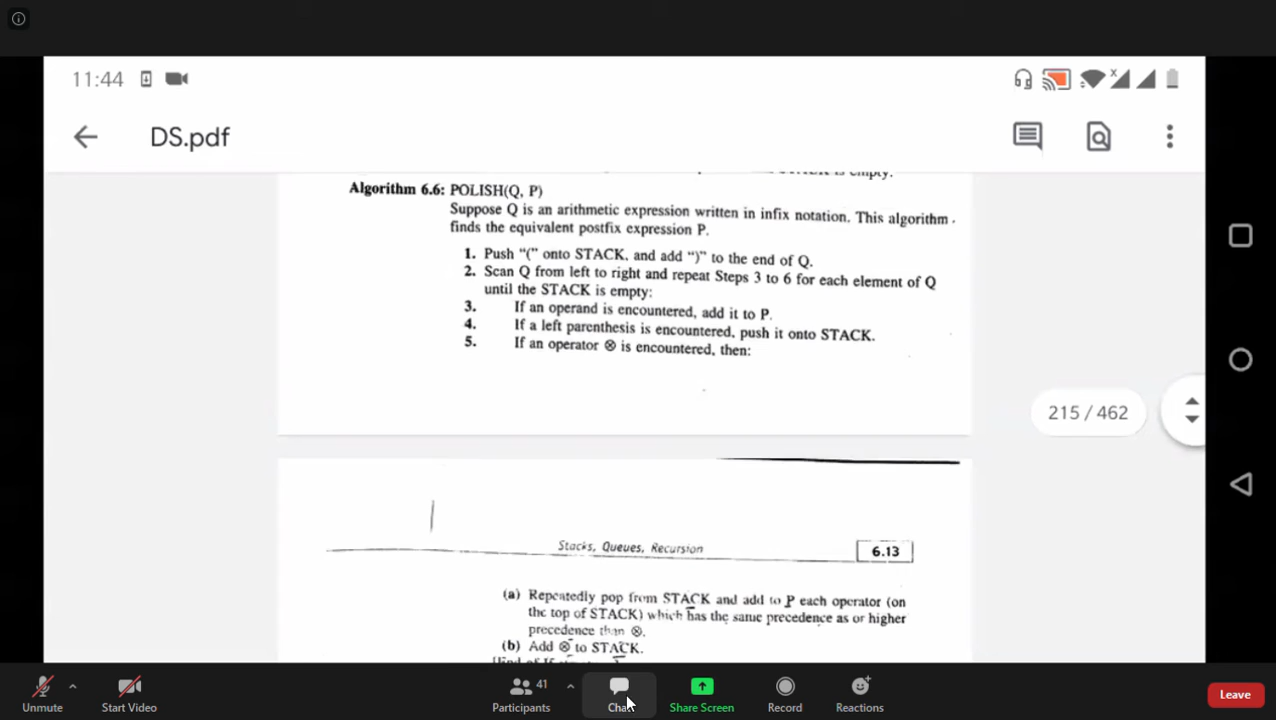 11:44
DS.pdf
Algorithm 6.6: POLISH(Q, P)
Suppose Q is an arithmetic expression written in infix notation. This algorithm
finds the equivalent postfix expression P.
1. Push "(" onto STACK, and add ")" to the end of Q.
2. Scan Q from left to right and repeat Steps 3 to 6 for each element of Q
until the STACK is empty:
3. If an operand is encountered, add it to P.
4. If a left parenthesis is encountered, push it onto STACK.
5. If an operator ⊗ is encountered, then:
215 / 462
Stacks, Queues, Recursion 6.13
(a) Repeatedly pop from STACK and add to P each operator (on
the top of STACK) which has the same precedence as or higher
precedence than ⊗.
(b) Add ⊗ to STACK.
Unmute Start Video Participants 41 Chat Share Screen Record Reactions Leave